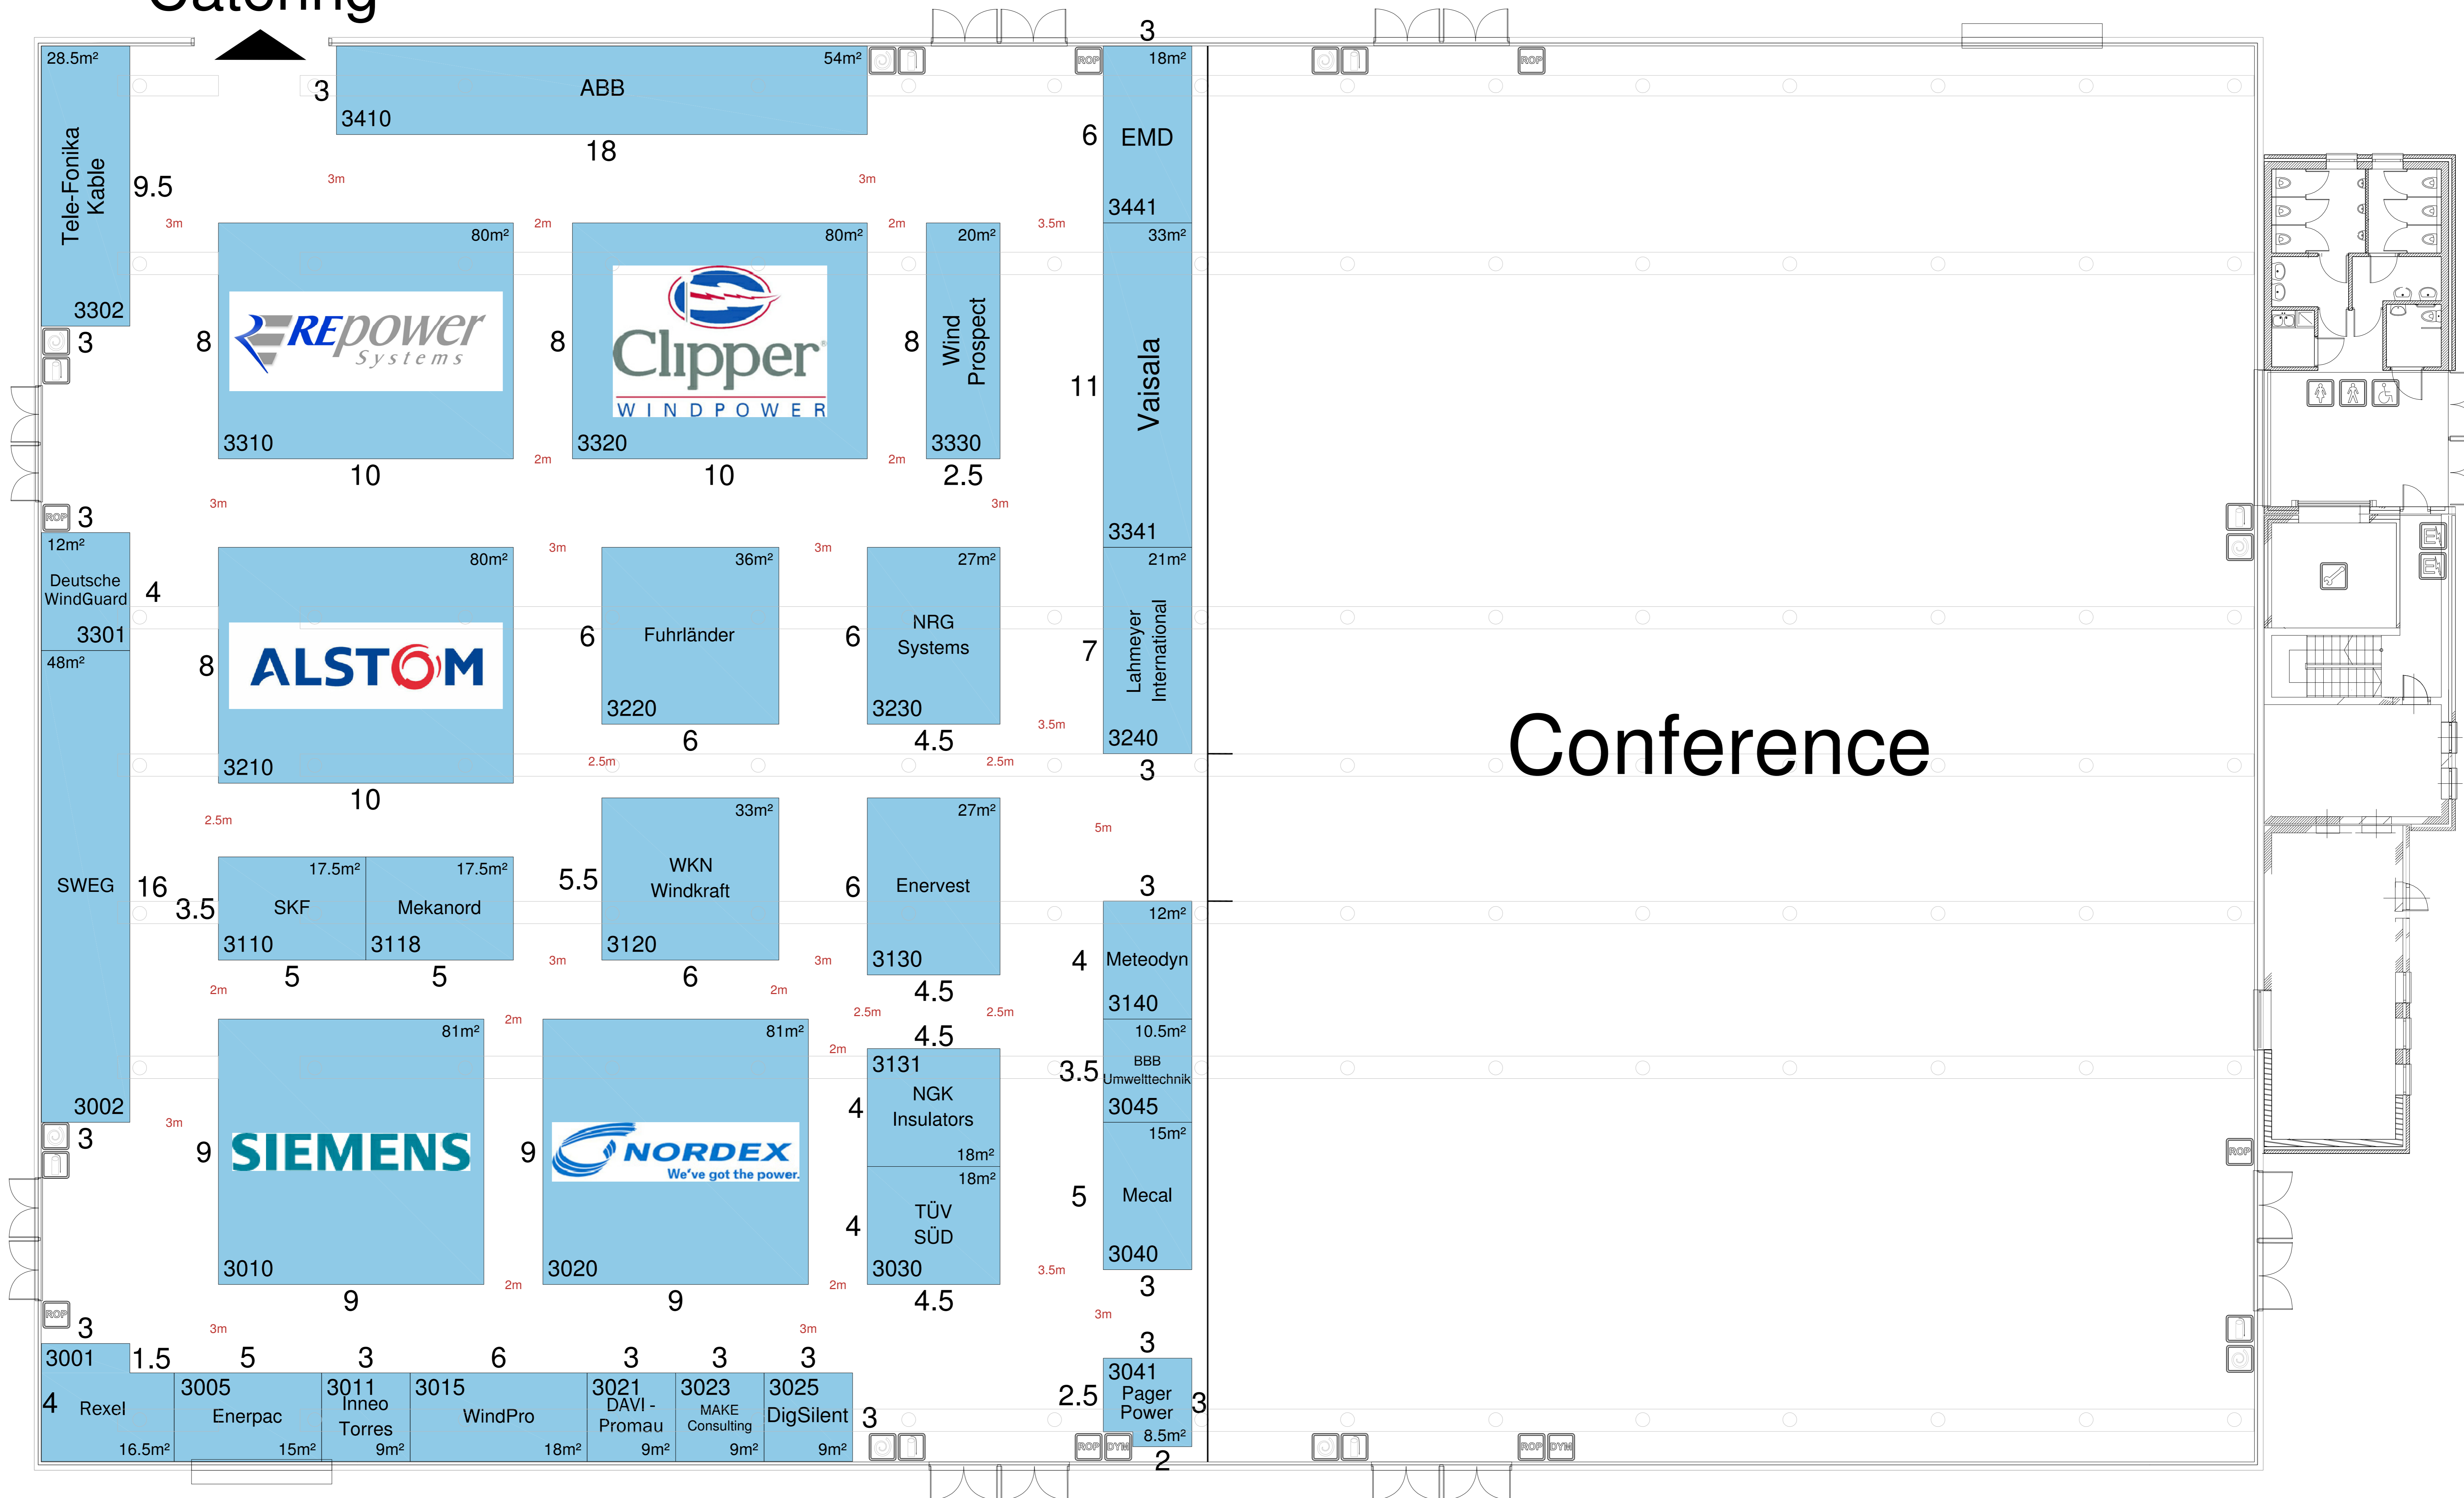 Catering
3
28.5m²
Tele-Fonika
Kable
3302
9.5
3
3
54m²
ABB
3410
18
ROP
18m²
EMD
3441
6
ROP
3m
3m
3m
2m
2m
3.5m
80m²
REpower
Systems
3310
8
10
80m²
Clipper
WINDPOWER
3320
8
10
20m²
Wind
Prospect
3330
8
2.5
33m²
Vaisala
3341
11
2m
2m
3m
3m
ROP
3
12m²
Deutsche
WindGuard
3301
4
3m
3m
80m²
ALSTOM
3210
8
10
36m²
Fuhrländer
3220
6
6
27m²
NRG
Systems
3230
6
4.5
21m²
Lahmeyer
International
3240
7
3
3.5m
2.5m
2.5m
Conference
48m²
SWEG
3002
16
3
2.5m
5m
17.5m²
SKF
3110
3.5
5
17.5m²
Mekanord
3118
5
33m²
WKN
Windkraft
3120
5.5
6
27m²
Enervest
3130
6
4.5
3
12m²
Meteodyn
3140
4
3m
3m
2m
2m
2m
2.5m
2.5m
2m
10.5m²
BBB
Umwelttechnik
3045
3.5
3m
81m²
SIEMENS
3010
9
9
81m²
NORDEX
We've got the power.
3020
9
9
4.5
3131
NGK
Insulators
18m²
4
18m²
TÜV
SÜD
3030
4
4.5
15m²
Mecal
3040
5
3
ROP
2m
2m
3.5m
3m
3m
3m
ROP
3
3001
1.5
4
Rexel
16.5m²
5
3005
Enerpac
15m²
3
3011
Inneo
Torres
9m²
6
3015
WindPro
18m²
3
3021
DAVI -
Promau
9m²
3
3023
MAKE
Consulting
9m²
3
3025
DigSilent
9m²
3
3
3041
Pager
Power
8.5m²
2.5
3
2
ROP
DYM
ROP
DYM